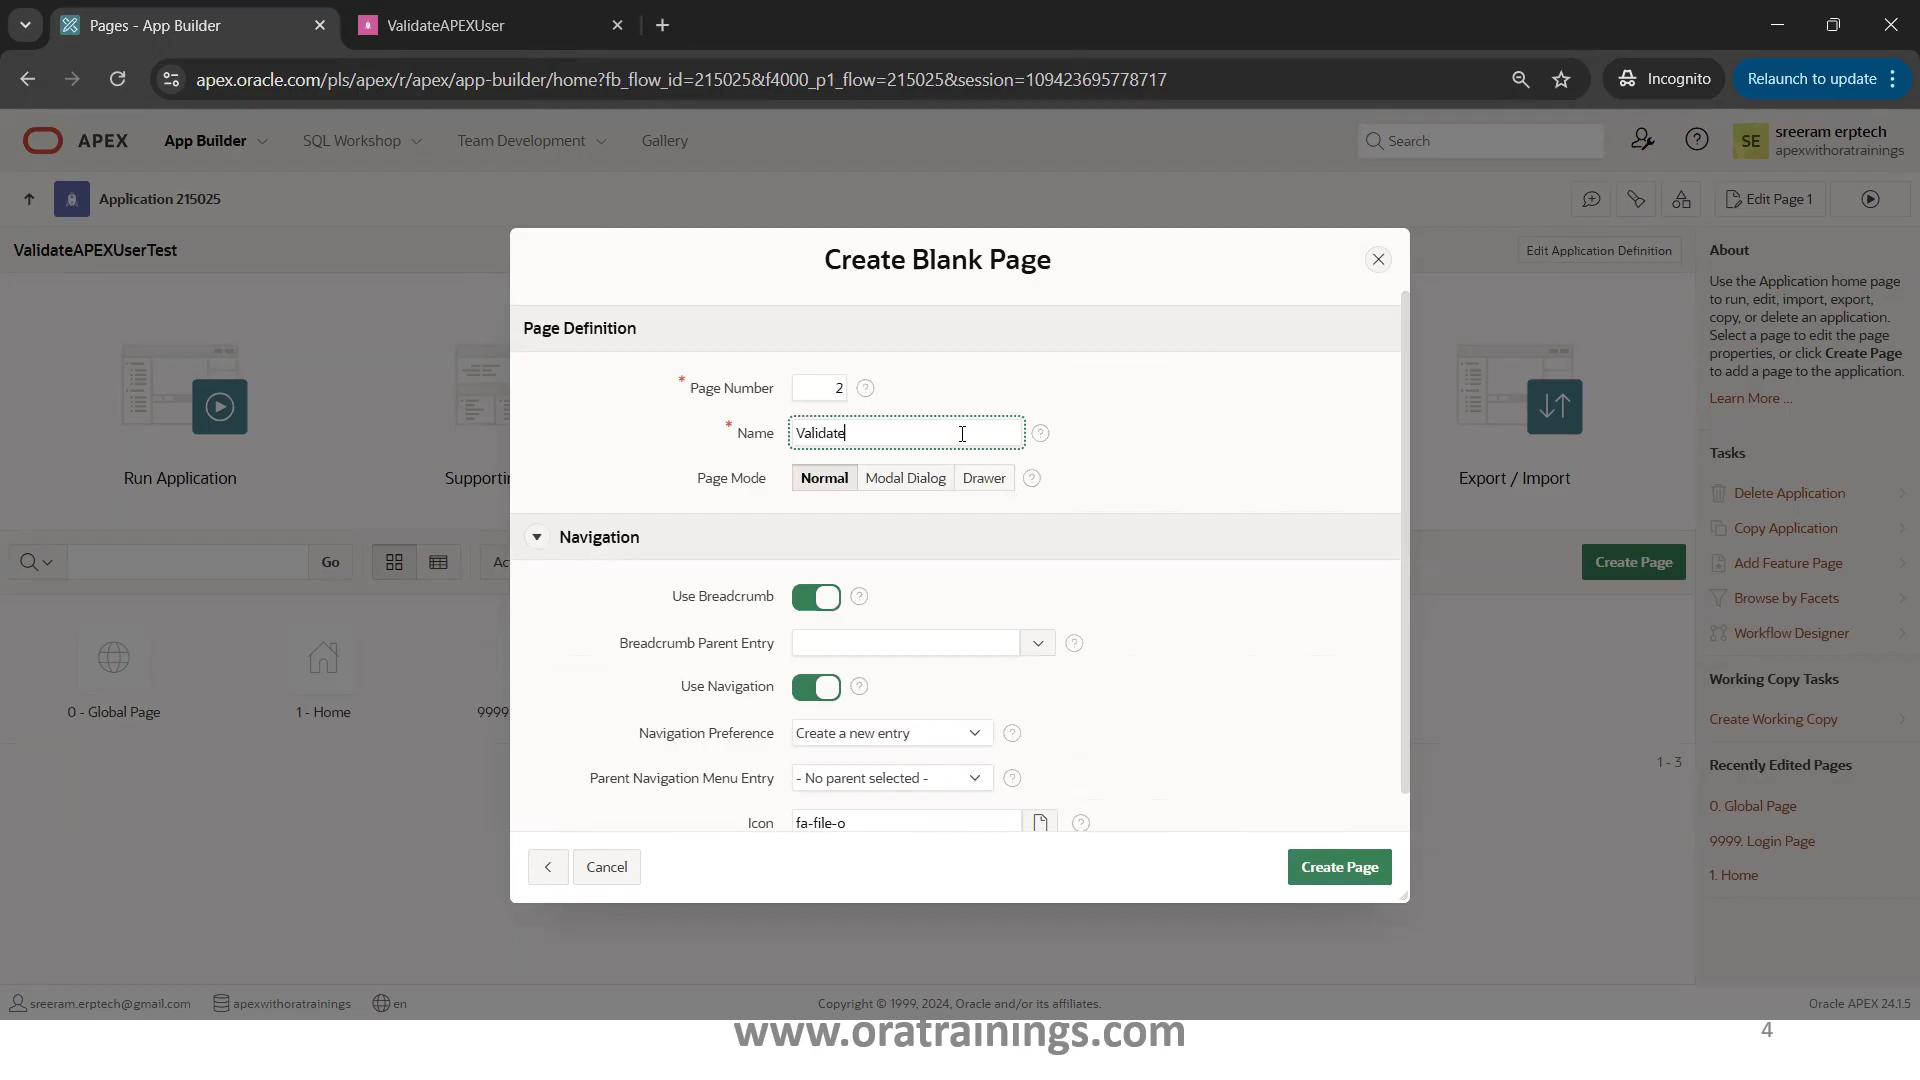 Pages - App Builder
ValidateAPEXUser
apex.oracle.com/pls/apex/r/apex/app-builder/home?fb_flow_id=215025&f4000_p1_flow=215025&session=109423695778717
Incognito
Relaunch to update
APEX
App Builder
SQL Workshop
Team Development
Gallery
Search
SE
sreeram erptech
apexwithoratrainings
Application 215025
Edit Page 1
ValidateAPEXUserTest
Edit Application Definition
Run Application
Supportin
Export / Import
Go
Ac
Create Page
0 - Global Page
1 - Home
9999
1 - 3
Create Blank Page
Page Definition
* Page Number
2
* Name
Validate
Page Mode
Normal
Modal Dialog
Drawer
Navigation
Use Breadcrumb
Breadcrumb Parent Entry
Use Navigation
Navigation Preference
Create a new entry
Parent Navigation Menu Entry
- No parent selected -
Icon
fa-file-o
Cancel
Create Page
About
Use the Application home page
to run, edit, import, export,
copy, or delete an application.
Select a page to edit the page
properties, or click Create Page
to add a page to the application.
Learn More ...
Tasks
Delete Application
Copy Application
Add Feature Page
Browse by Facets
Workflow Designer
Working Copy Tasks
Create Working Copy
Recently Edited Pages
0. Global Page
9999. Login Page
1. Home
sreeram.erptech@gmail.com
apexwithoratrainings
en
Copyright © 1999, 2024, Oracle and/or its affiliates.
Oracle APEX 24.1.5
www.oratrainings.com
4